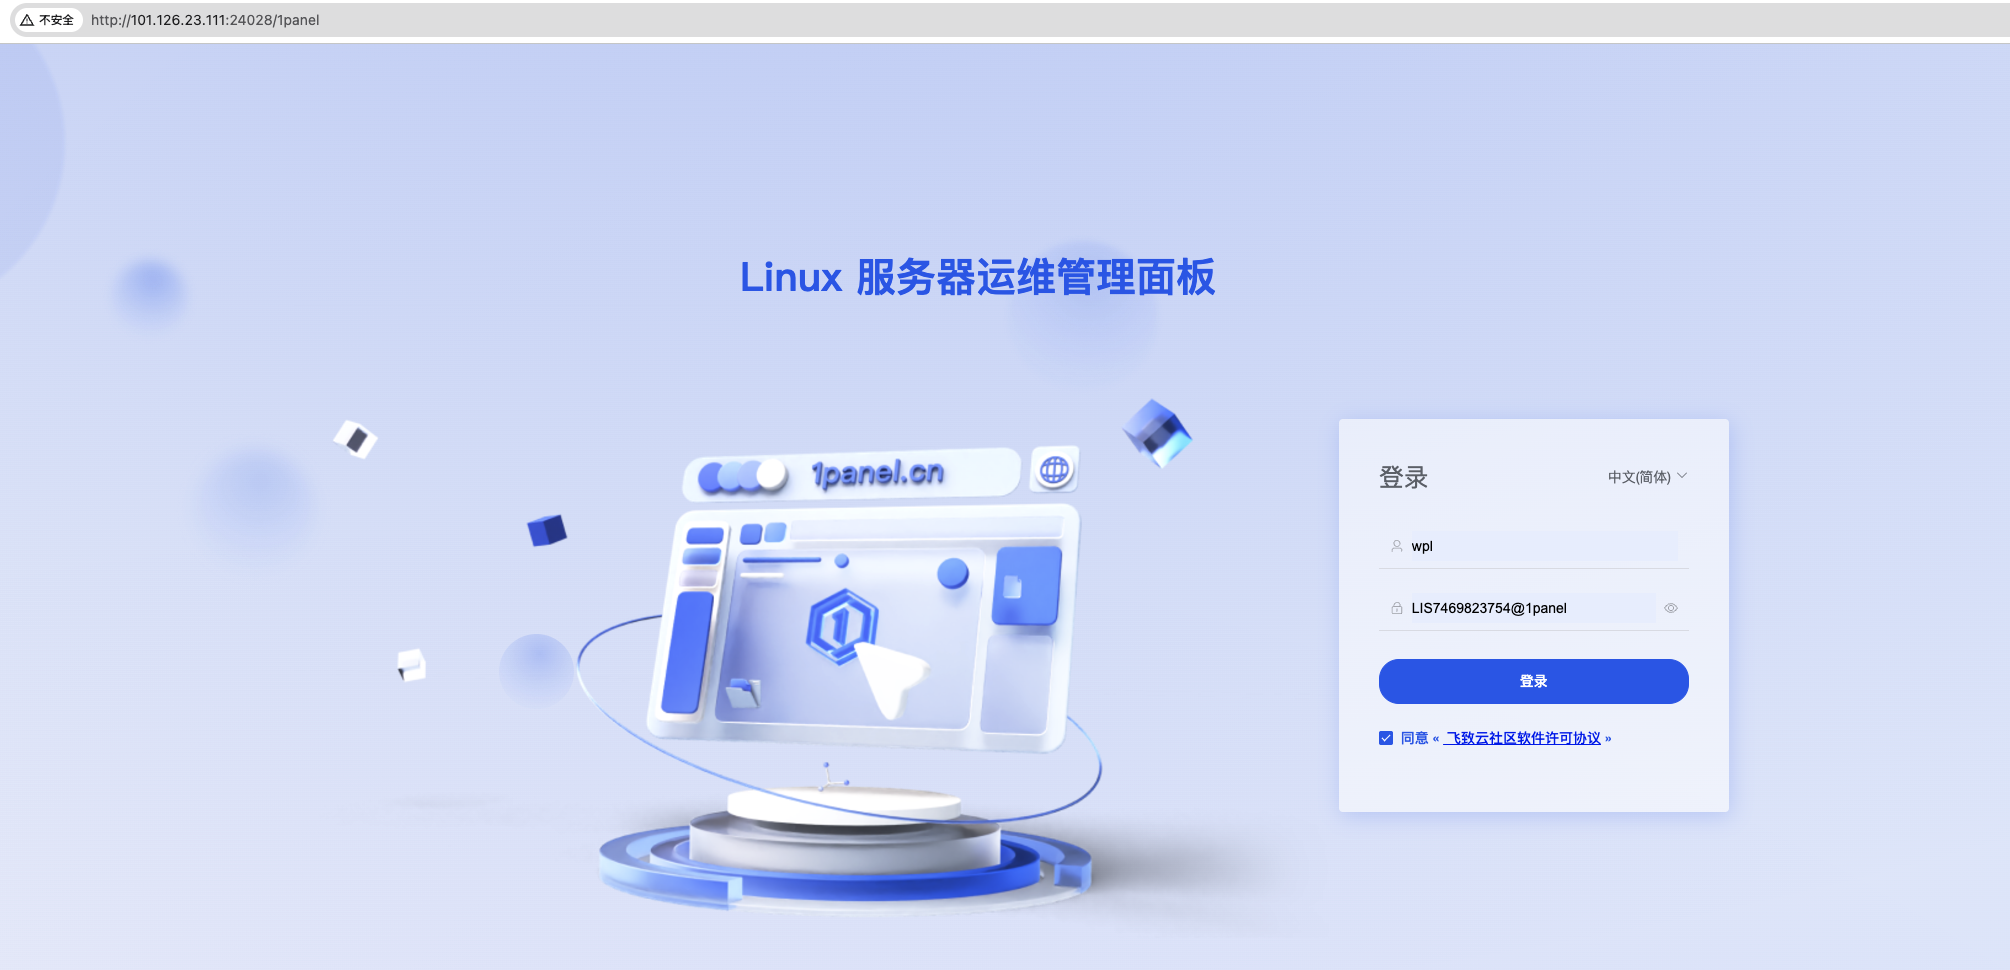 不安全 http://101.126.23.111:24028/1panel
Linux 服务器运维管理面板
1panel.cn
登录 中文(简体)
wpl
LIS7469823754@1panel
登录
同意 « 飞致云社区软件许可协议 »